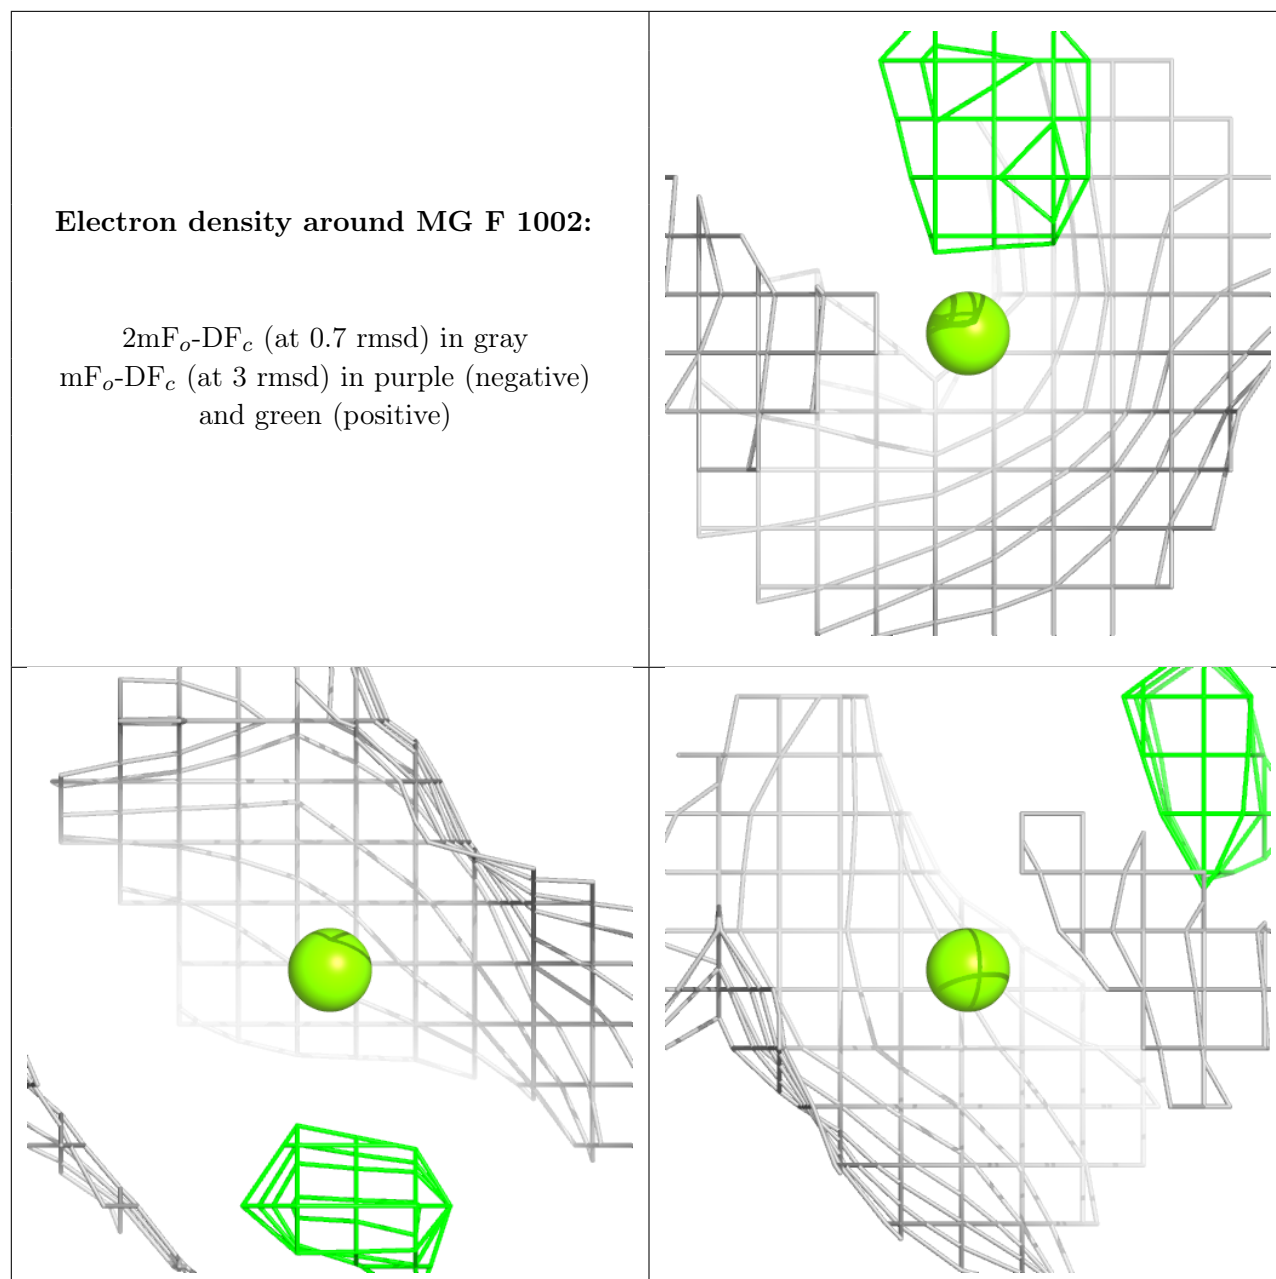 Electron density around MG F 1002:
2mFo-DFc (at 0.7 rmsd) in gray
mFo-DFc (at 3 rmsd) in purple (negative)
and green (positive)